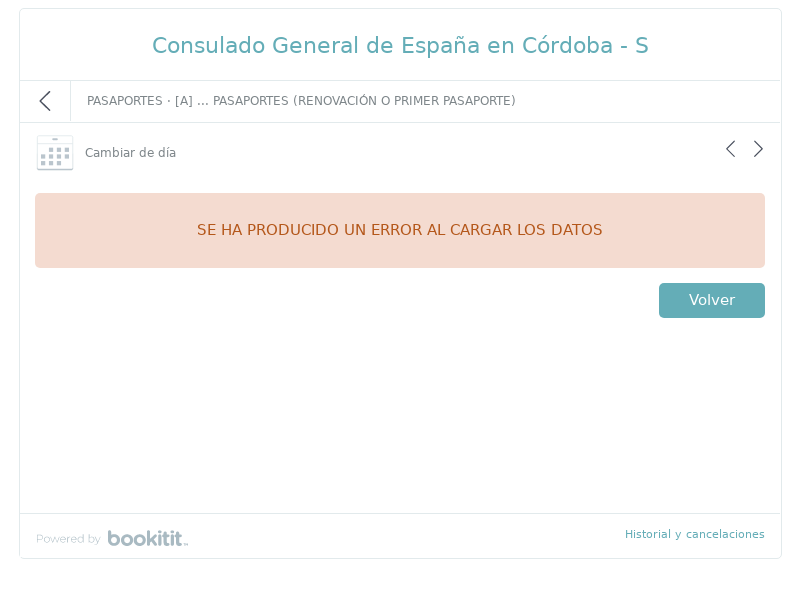 Consulado General de España en Córdoba - S
PASAPORTES · [A] ... PASAPORTES (RENOVACIÓN O PRIMER PASAPORTE)
Cambiar de día
SE HA PRODUCIDO UN ERROR AL CARGAR LOS DATOS
Volver
Powered by bookitit™
Historial y cancelaciones